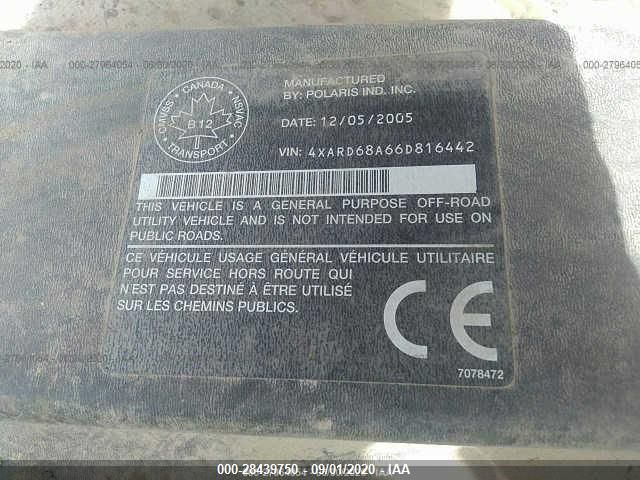 000-27964054 - 09/01/2020 - IAA
CANADA
CMVSS
NSVAC
B12
TRANSPORT
MANUFACTURED
BY: POLARIS IND. INC.
DATE: 12/05/2005
VIN: 4XARD68A66D816442
THIS VEHICLE IS A GENERAL PURPOSE OFF-ROAD
UTILITY VEHICLE AND IS NOT INTENDED FOR USE ON
PUBLIC ROADS.
CE VÉHICULE USAGE GÉNÉRAL VÉHICULE UTILITAIRE
POUR SERVICE HORS ROUTE QUI
N'EST PAS DESTINÉ À ÊTRE UTILISÉ
SUR LES CHEMINS PUBLICS.
CE
7078472
000-28439750 - 09/01/2020 - IAA